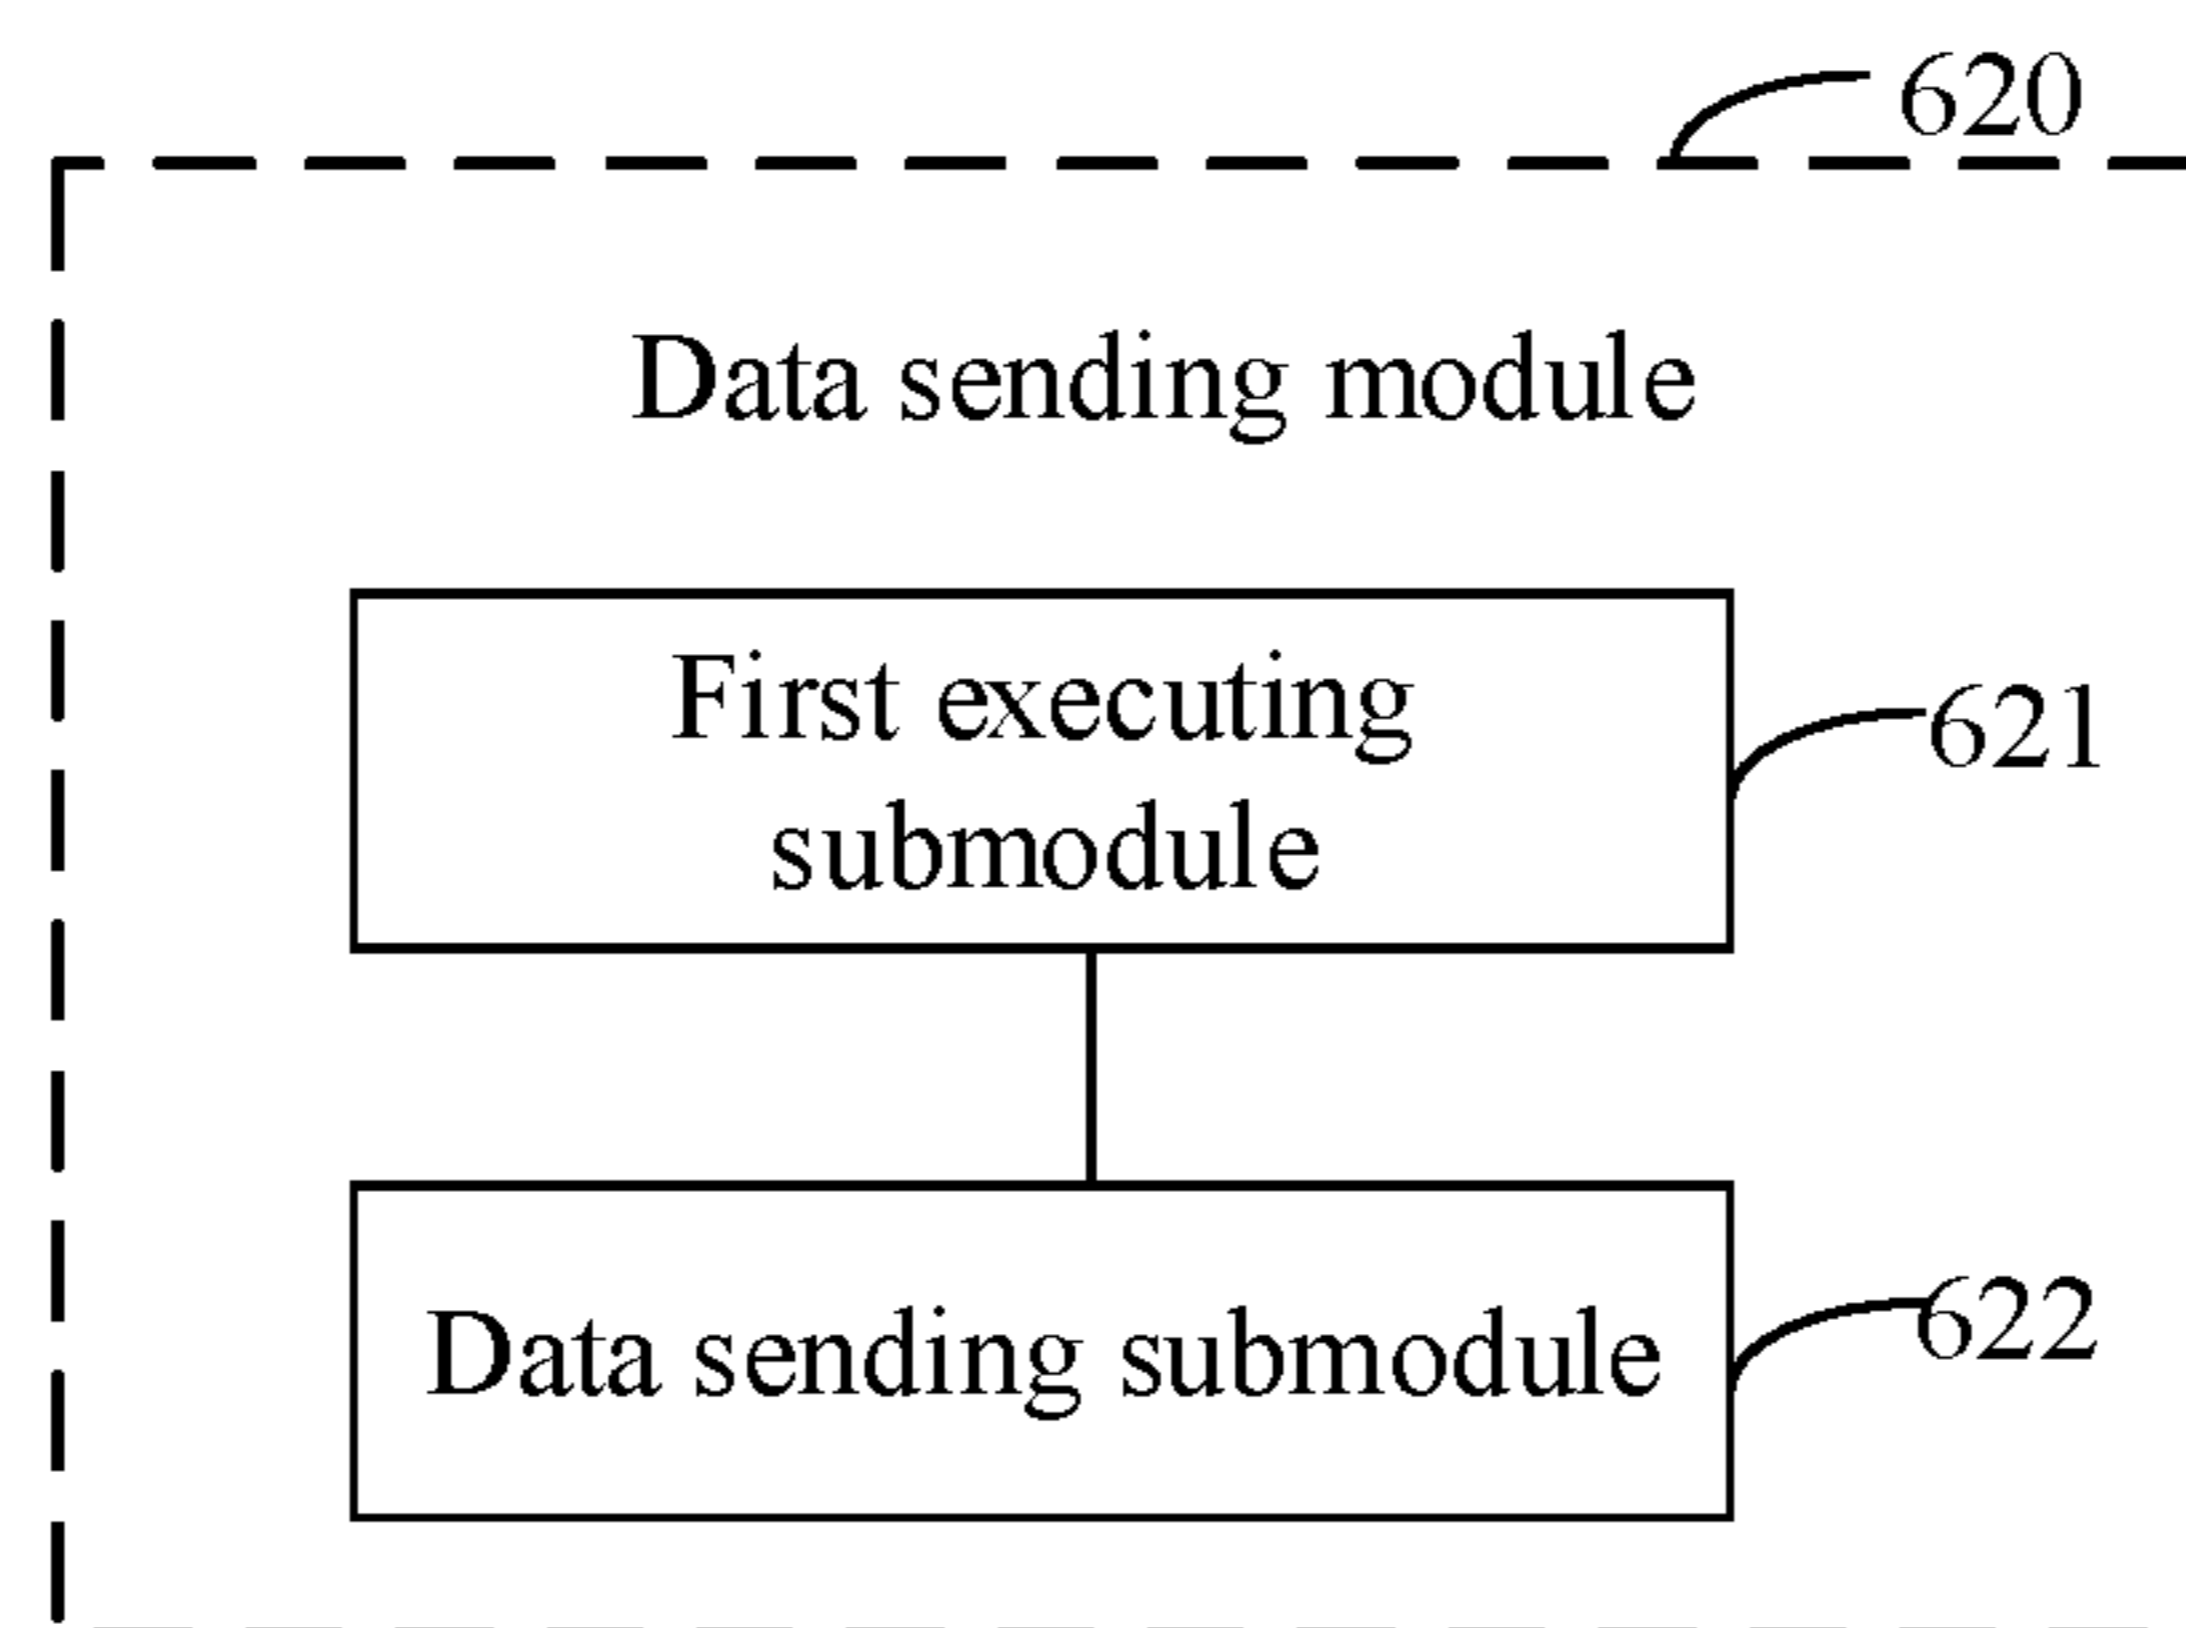 620
Data sending module
First executing
submodule
621
Data sending submodule
622